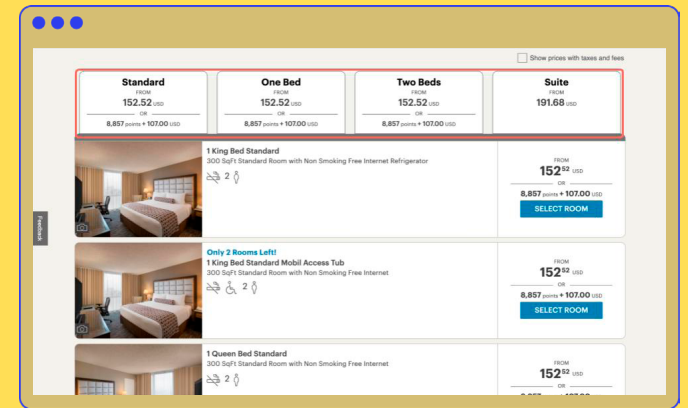 Show prices with taxes and fees
Standard
FROM
152.52 USD
OR
8,857 points + 107.00 USD
One Bed
FROM
152.52 USD
OR
8,857 points + 107.00 USD
Two Beds
FROM
152.52 USD
OR
8,857 points + 107.00 USD
Suite
FROM
191.68 USD
1 King Bed Standard
300 SqFt Standard Room with Non Smoking Free Internet Refrigerator
2
FROM
152 52 USD
OR
8,857 points + 107.00 USD
SELECT ROOM
Feedback
Only 2 Rooms Left!
1 King Bed Standard Mobil Access Tub
300 SqFt Standard Room with Non Smoking Free Internet
2
FROM
152 52 USD
OR
8,857 points + 107.00 USD
SELECT ROOM
1 Queen Bed Standard
300 SqFt Standard Room with Non Smoking Free Internet
2
FROM
152 52 USD
OR